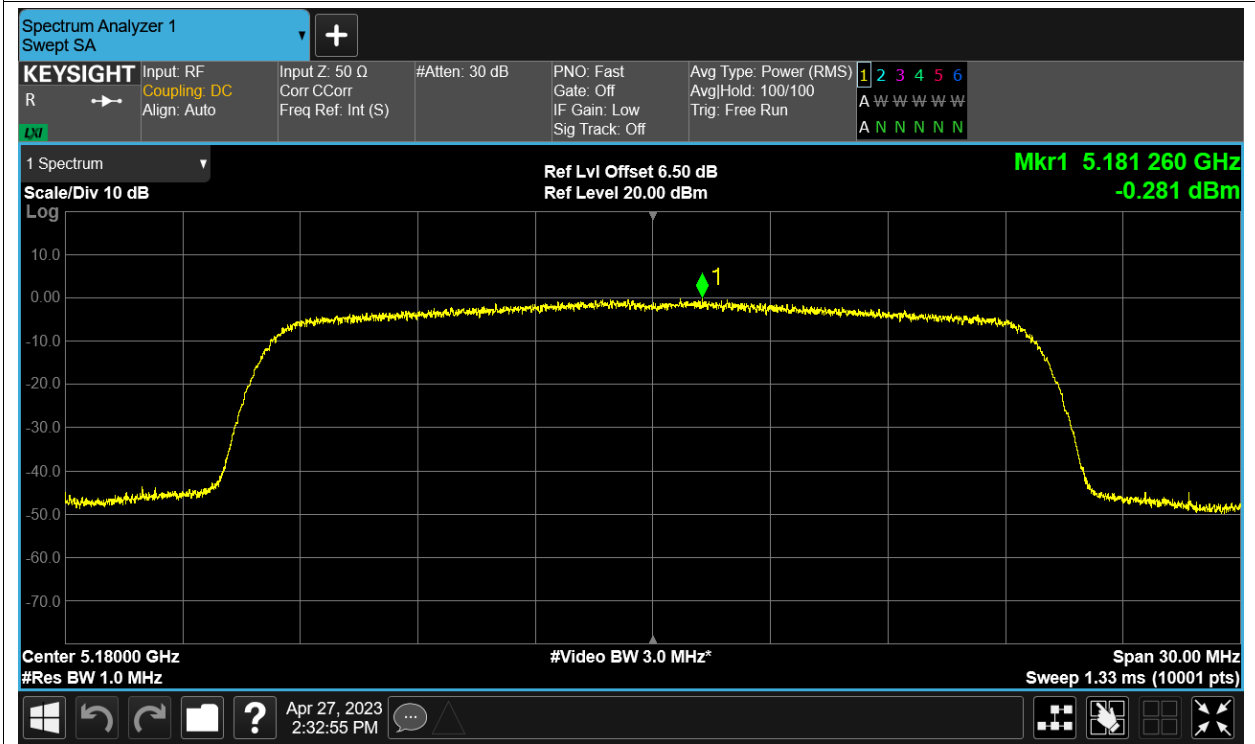 Spectrum Analyzer 1
Swept SA
KEYSIGHT
R
LXI
Input: RF
Coupling: DC
Align: Auto
Input Z: 50 Ω
Corr CCorr
Freq Ref: Int (S)
#Atten: 30 dB
PNO: Fast
Gate: Off
IF Gain: Low
Sig Track: Off
Avg Type: Power (RMS)
Avg|Hold: 100/100
Trig: Free Run
1 2 3 4 5 6
A W W W W W
A N N N N N
1 Spectrum
Scale/Div 10 dB
Log
Ref Lvl Offset 6.50 dB
Ref Level 20.00 dBm
Mkr1 5.181 260 GHz
-0.281 dBm
1
10.0
0.00
-10.0
-20.0
-30.0
-40.0
-50.0
-60.0
-70.0
Center 5.18000 GHz
#Res BW 1.0 MHz
#Video BW 3.0 MHz*
Span 30.00 MHz
Sweep 1.33 ms (10001 pts)
?
Apr 27, 2023
2:32:55 PM